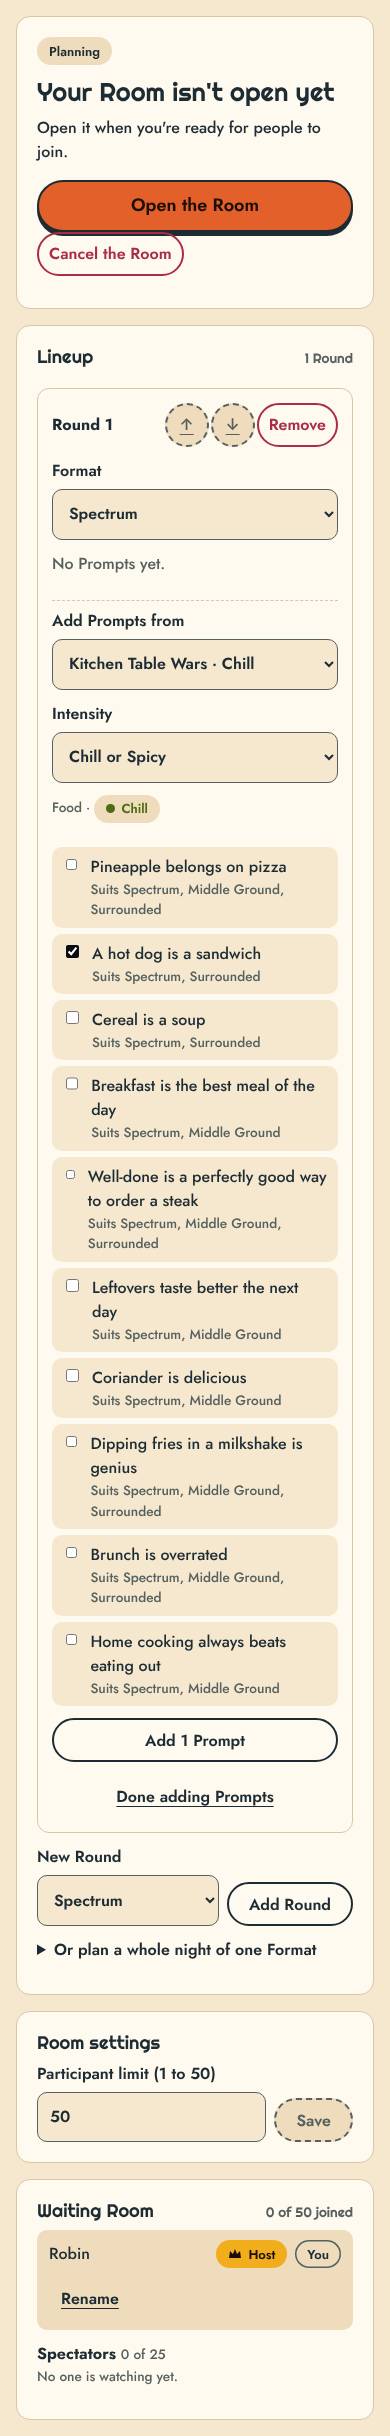 Planning
Your Room isn't open yet
Open it when you're ready for people to
join.
Open the Room
Cancel the Room
Lineup
1 Round
Round 1
Remove
Format
Spectrum
No Prompts yet.
Add Prompts from
Kitchen Table Wars · Chill
Intensity
Chill or Spicy
Food · Chill
Pineapple belongs on pizza
Suits Spectrum, Middle Ground,
Surrounded
A hot dog is a sandwich
Suits Spectrum, Surrounded
Cereal is a soup
Suits Spectrum, Surrounded
Breakfast is the best meal of the
day
Suits Spectrum, Middle Ground
Well-done is a perfectly good way
to order a steak
Suits Spectrum, Middle Ground,
Surrounded
Leftovers taste better the next
day
Suits Spectrum, Middle Ground
Coriander is delicious
Suits Spectrum, Middle Ground
Dipping fries in a milkshake is
genius
Suits Spectrum, Middle Ground,
Surrounded
Brunch is overrated
Suits Spectrum, Middle Ground,
Surrounded
Home cooking always beats
eating out
Suits Spectrum, Middle Ground
Add 1 Prompt
Done adding Prompts
New Round
Spectrum
Add Round
Or plan a whole night of one Format
Room settings
Participant limit (1 to 50)
50
Save
Waiting Room
0 of 50 joined
Robin
Host
You
Rename
Spectators 0 of 25
No one is watching yet.